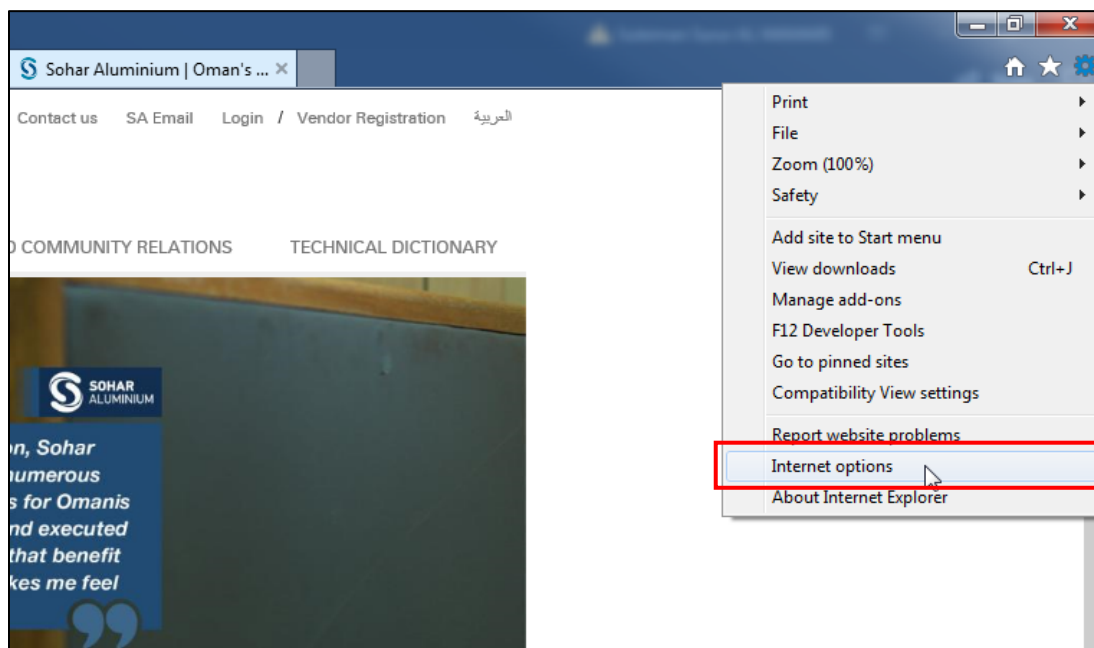 Sohar Aluminium | Oman's ...
Contact us SA Email Login / Vendor Registration العربية
COMMUNITY RELATIONS TECHNICAL DICTIONARY
SOHAR
ALUMINIUM
on, Sohar
numerous
s for Omanis
nd executed
that benefit
kes me feel
Print
File
Zoom (100%)
Safety
Add site to Start menu
View downloads Ctrl+J
Manage add-ons
F12 Developer Tools
Go to pinned sites
Compatibility View settings
Report website problems
Internet options
About Internet Explorer